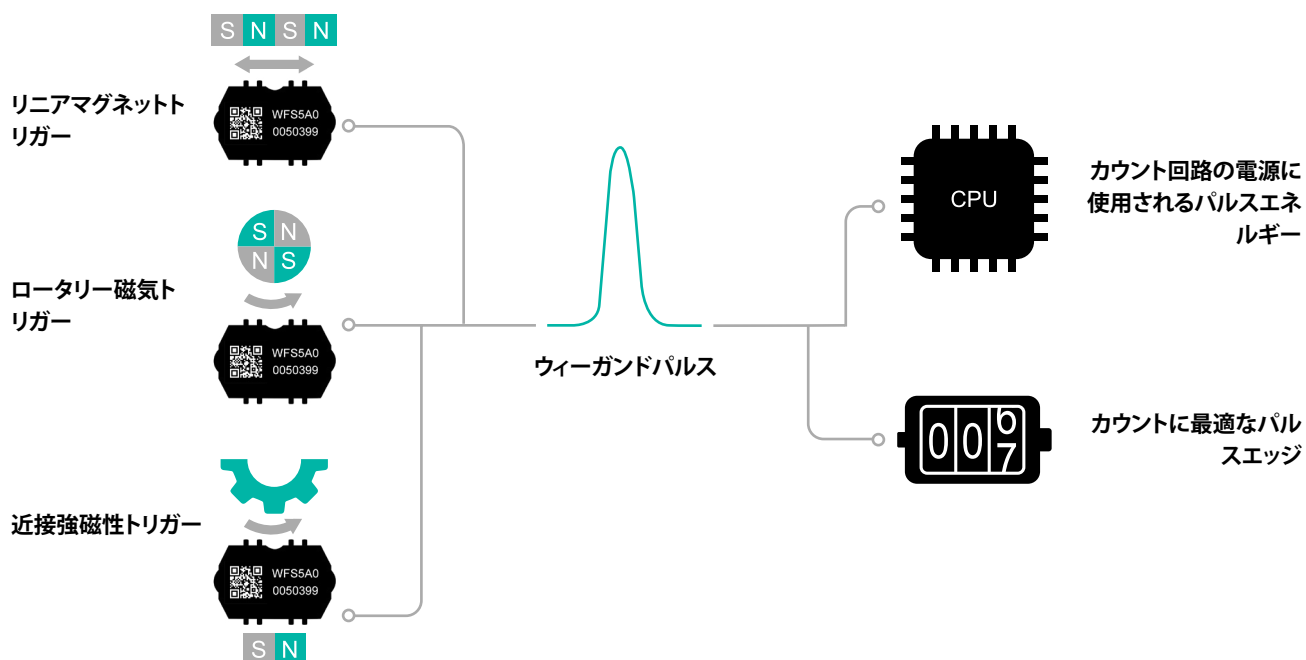 S N S N
リニアマグネットト
リガー
WFS5A0
0050399
S N
N S
ロータリー磁気ト
リガー
WFS5A0
0050399
近接強磁性トリガー
WFS5A0
0050399
S N
ウィーガンドパルス
CPU
カウント回路の電源に
使用されるパルスエネ
ルギー
0 0 6
7
カウントに最適なパル
スエッジ